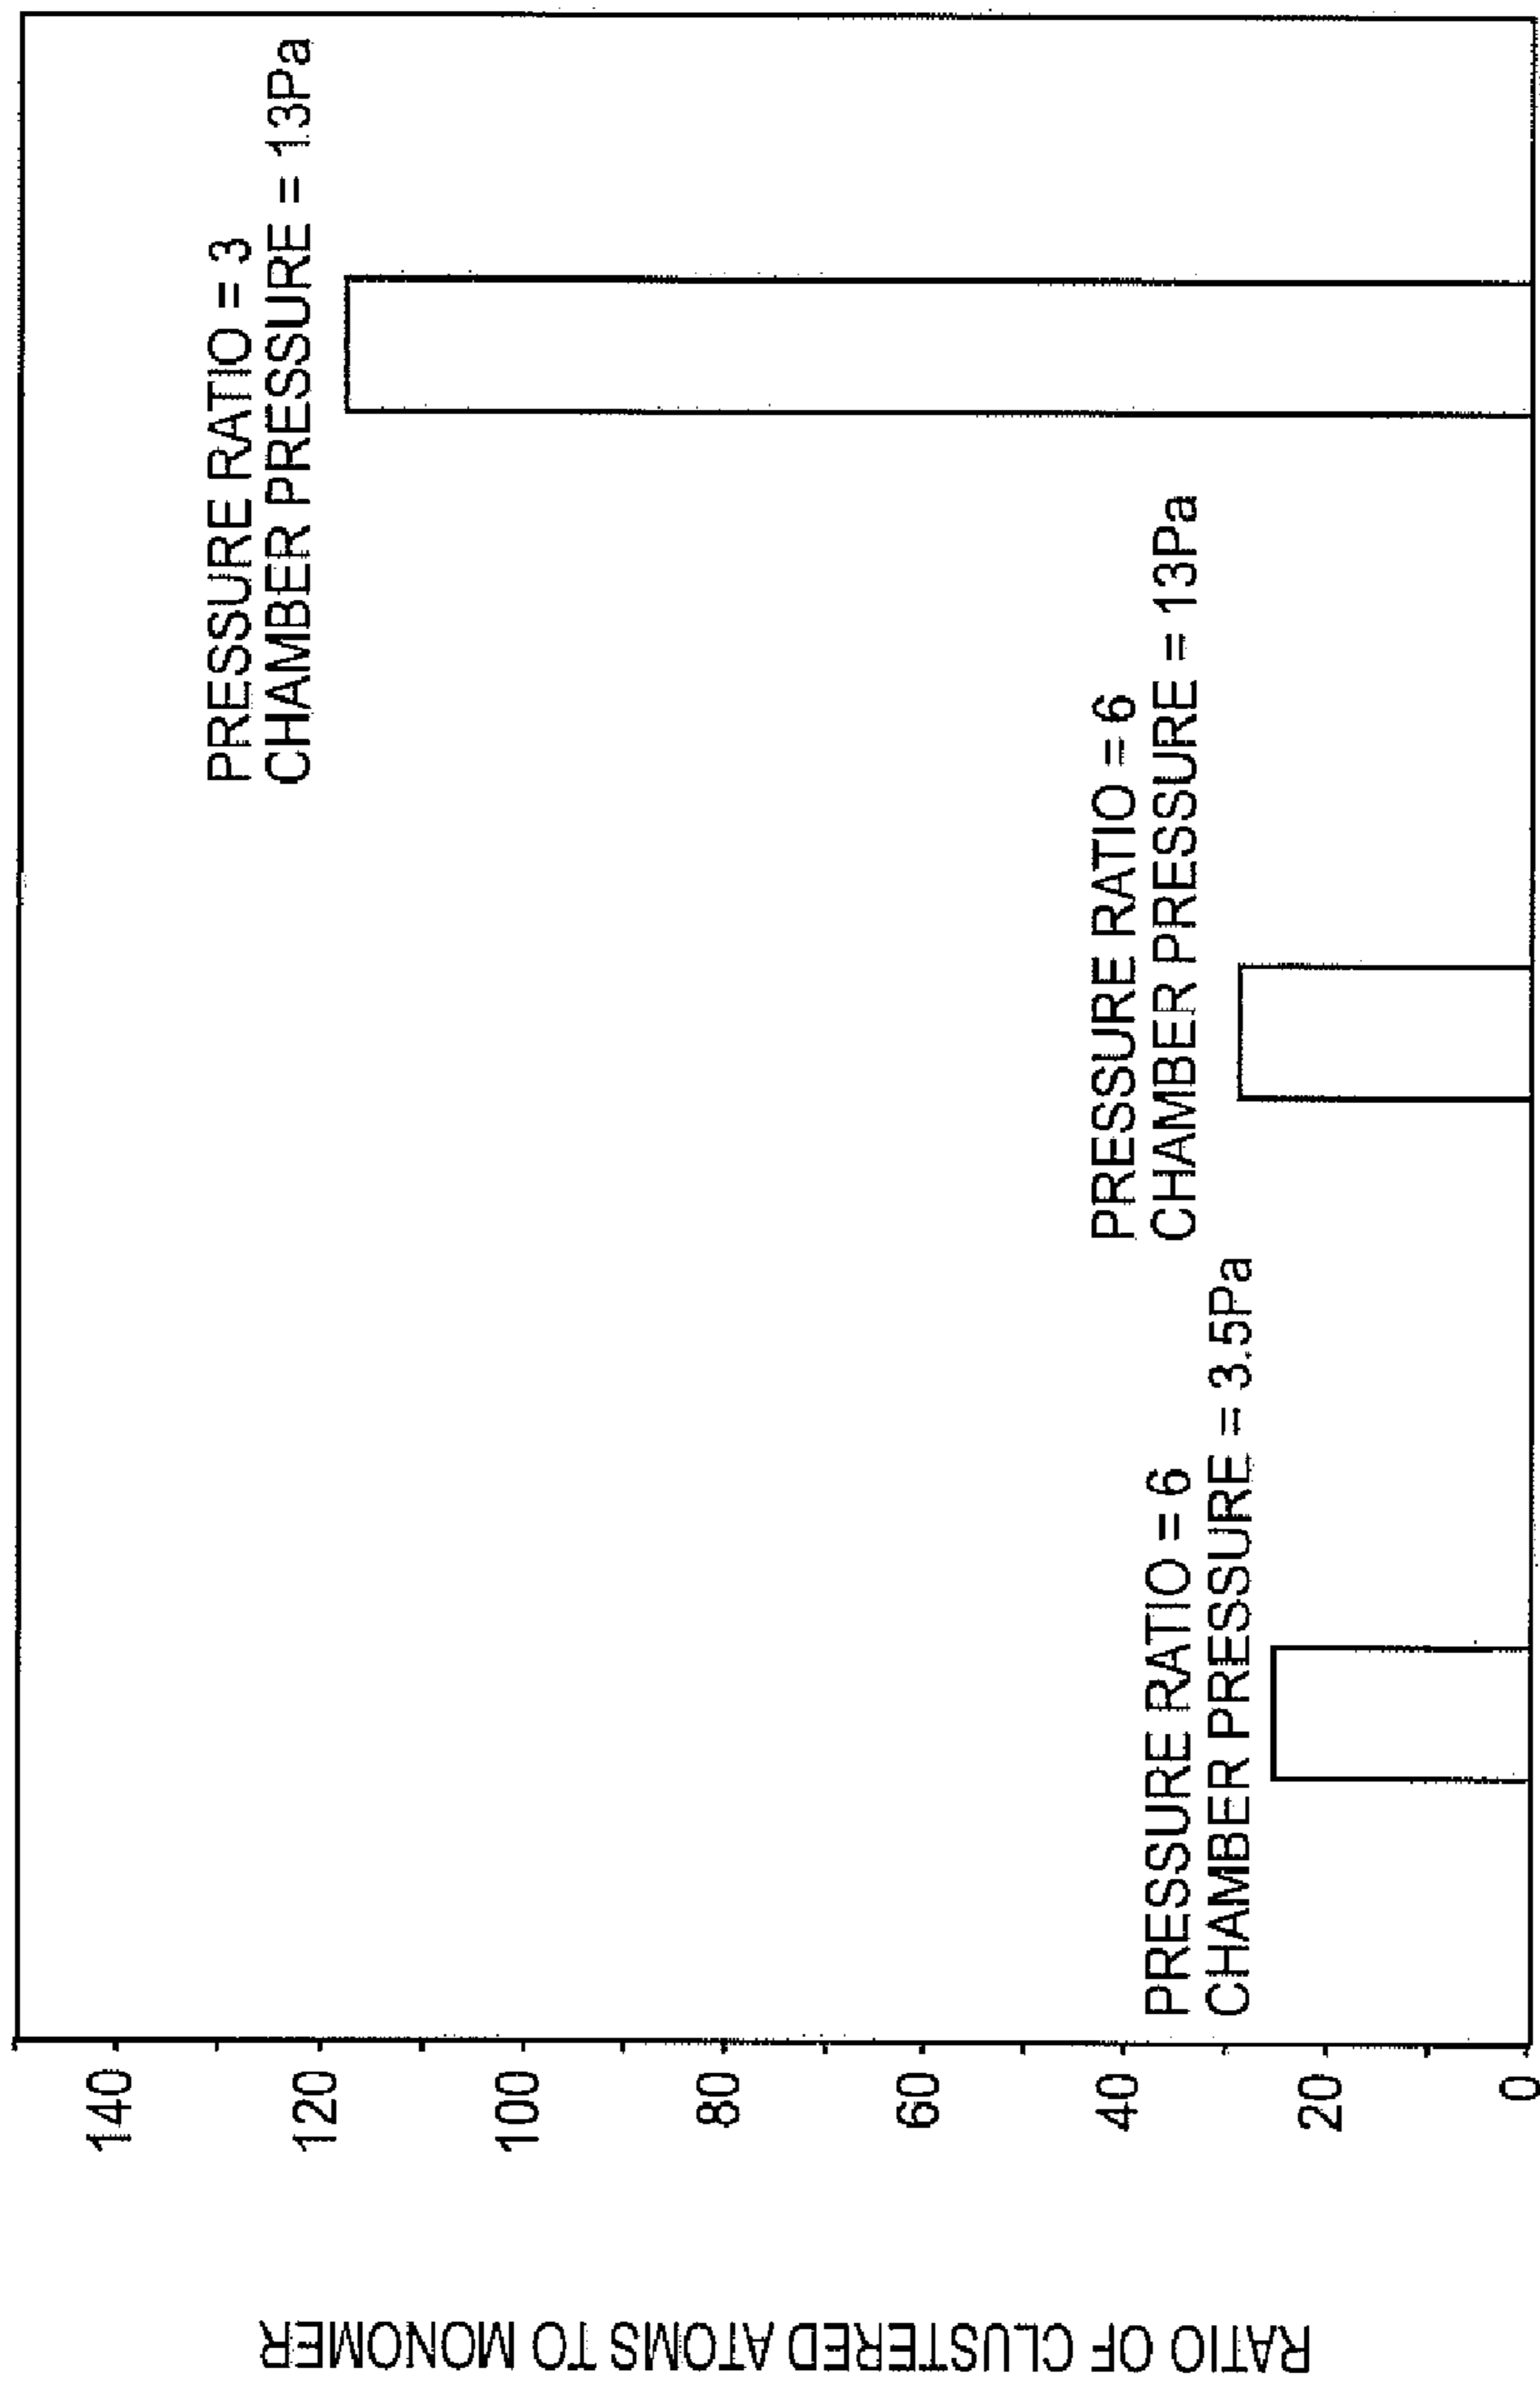 RATIO OF CLUSTERED ATOMS TO MONOMER
140
120
100
80
60
40
20
0
PRESSURE RATIO = 6
CHAMBER PRESSURE = 3.5Pa
PRESSURE RATIO = 6
CHAMBER PRESSURE = 13Pa
PRESSURE RATIO = 3
CHAMBER PRESSURE = 13Pa